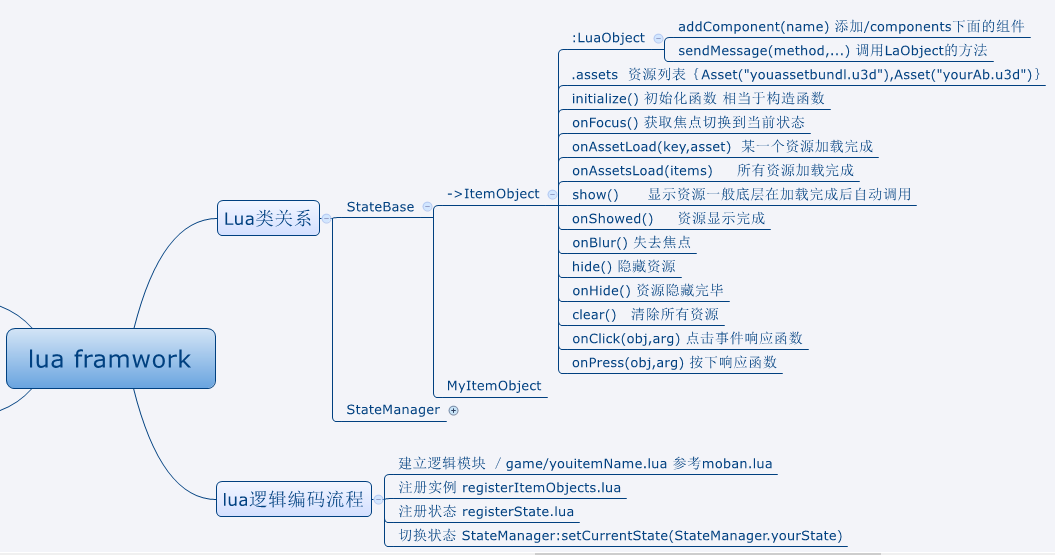 addComponent(name) 添加/components下面的组件
:LuaObject
sendMessage(method,...) 调用LaObject的方法
.assets 资源列表｛Asset("youassetbundl.u3d"),Asset("yourAb.u3d")｝
initialize() 初始化函数 相当于构造函数
onFocus() 获取焦点切换到当前状态
onAssetLoad(key,asset) 某一个资源加载完成
onAssetsLoad(items) 所有资源加载完成
->ItemObject
show() 显示资源一般底层在加载完成后自动调用
StateBase
Lua类关系
onShowed() 资源显示完成
onBlur() 失去焦点
hide() 隐藏资源
onHide() 资源隐藏完毕
clear() 清除所有资源
onClick(obj,arg) 点击事件响应函数
onPress(obj,arg) 按下响应函数
lua framwork
MyItemObject
StateManager
建立逻辑模块 ／game/youitemName.lua 参考moban.lua
注册实例 registerItemObjects.lua
lua逻辑编码流程
注册状态 registerState.lua
切换状态 StateManager:setCurrentState(StateManager.yourState)